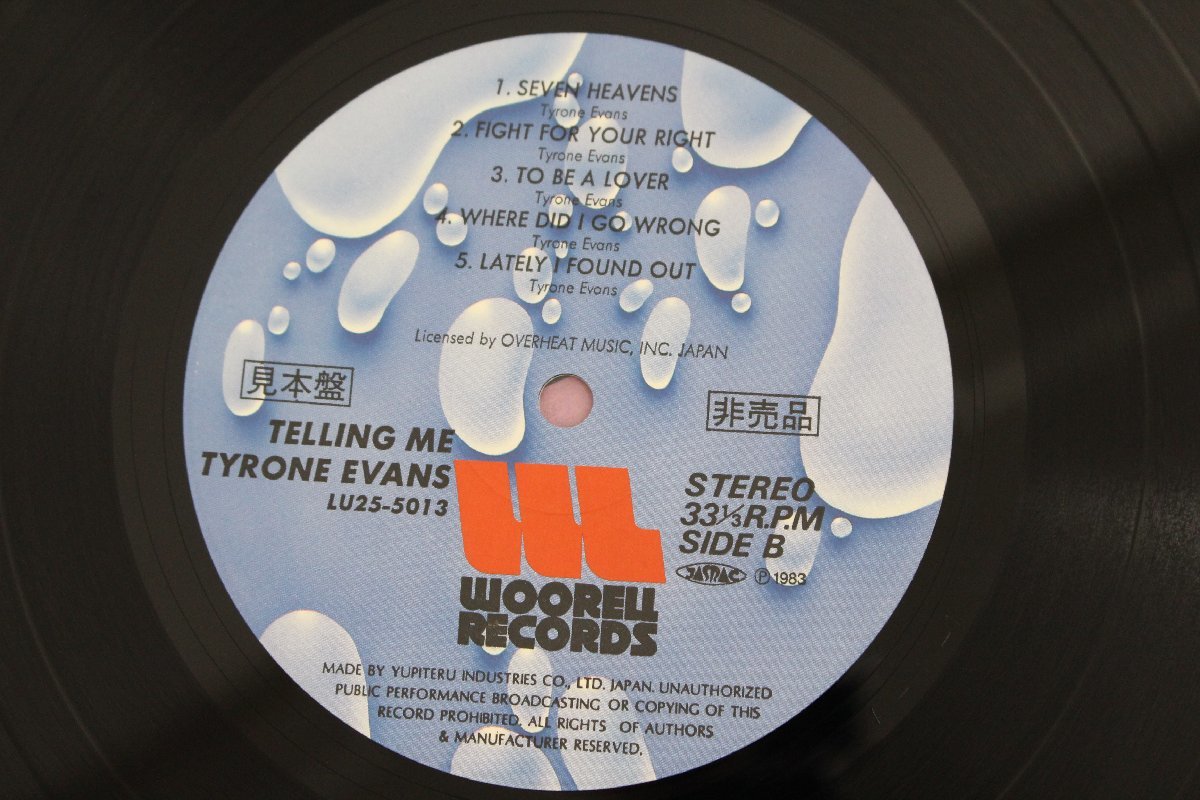 1. SEVEN HEAVENS
Tyrone Evans
2. FIGHT FOR YOUR RIGHT
Tyrone Evans
3. TO BE A LOVER
Tyrone Evans
4. WHERE DID I GO WRONG
Tyrone Evans
5. LATELY I FOUND OUT
Tyrone Evans
Licensed by OVERHEAT MUSIC, INC. JAPAN
見本盤
非売品
TELLING ME
TYRONE EVANS
LU25-5013
STEREO
33⅓ R.P.M
SIDE B
JASRAC Ⓟ 1983
WOORELL
RECORDS
MADE BY YUPITERU INDUSTRIES CO., LTD. JAPAN. UNAUTHORIZED
PUBLIC PERFORMANCE BROADCASTING OR COPYING OF THIS
RECORD PROHIBITED. ALL RIGHTS OF AUTHORS
& MANUFACTURER RESERVED.